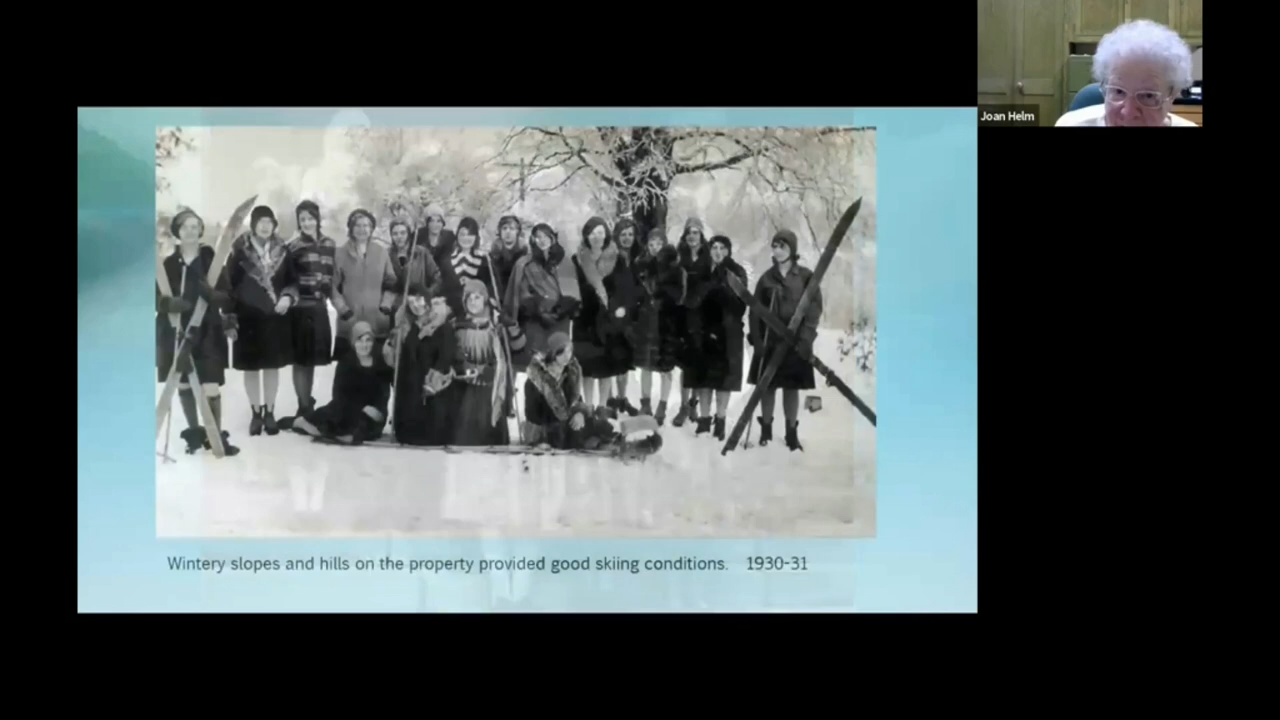 Joan Helm
Wintery slopes and hills on the property provided good skiing conditions. 1930-31